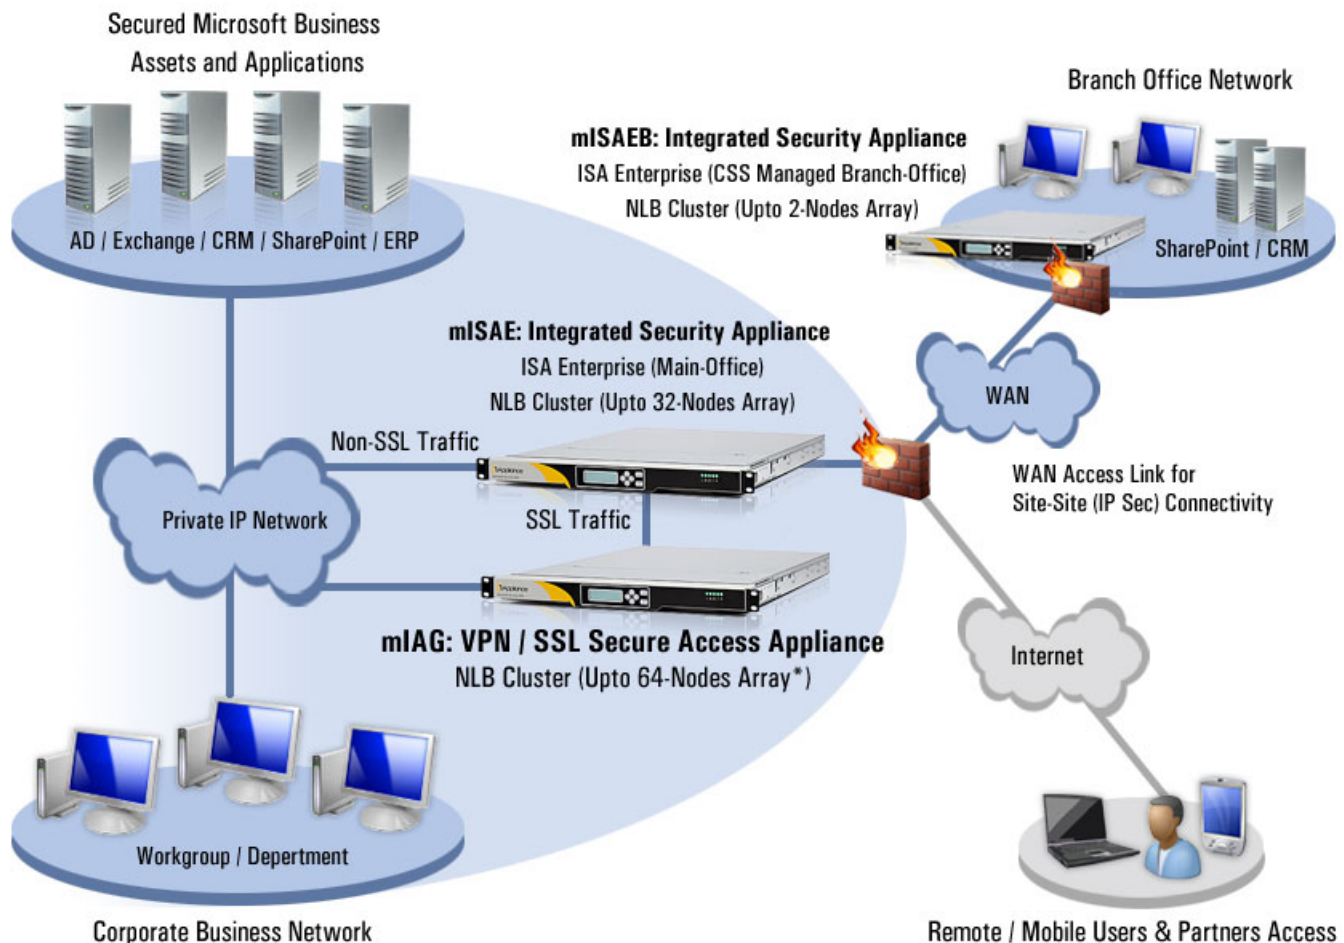 Secured Microsoft Business
Assets and Applications
AD / Exchange / CRM / SharePoint / ERP
Branch Office Network
mISAEB: Integrated Security Appliance
ISA Enterprise (CSS Managed Branch-Office)
NLB Cluster (Upto 2-Nodes Array)
SharePoint / CRM
mISAE: Integrated Security Appliance
ISA Enterprise (Main-Office)
NLB Cluster (Upto 32-Nodes Array)
WAN
Non-SSL Traffic
WAN Access Link for
Site-Site (IP Sec) Connectivity
Private IP Network
SSL Traffic
mIAG: VPN / SSL Secure Access Appliance
NLB Cluster (Upto 64-Nodes Array*)
Internet
Workgroup / Depertment
Corporate Business Network
Remote / Mobile Users & Partners Access